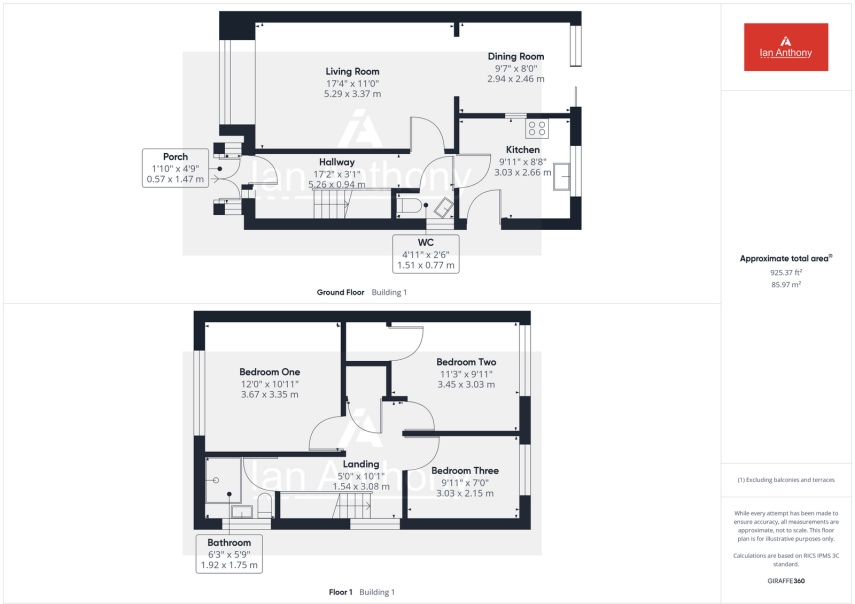 Living Room
17'4" x 11'0"
5.29 x 3.37 m
Dining Room
9'7" x 8'0"
2.94 x 2.46 m
Porch
1'10" x 4'9"
0.57 x 1.47 m
Hallway
17'2" x 3'1"
5.26 x 0.94 m
Kitchen
9'11" x 8'8"
3.03 x 2.66 m
WC
4'11" x 2'6"
1.51 x 0.77 m
Ian Anthony
Ground Floor Building 1
Bedroom One
12'0" x 10'11"
3.67 x 3.35 m
Bedroom Two
11'3" x 9'11"
3.45 x 3.03 m
Landing
5'0" x 10'1"
1.54 x 3.08 m
Bedroom Three
9'11" x 7'0"
3.03 x 2.15 m
Bathroom
6'3" x 5'9"
1.92 x 1.75 m
Ian Anthony
Floor 1 Building 1
Ian Anthony
Approximate total area(1)
925.37 ft²
85.97 m²
(1) Excluding balconies and terraces
While every attempt has been made to
ensure accuracy, all measurements are
approximate, not to scale. This floor
plan is for illustrative purposes only.
Calculations are based on RICS IPMS 3C
standard.
GIRAFFE360